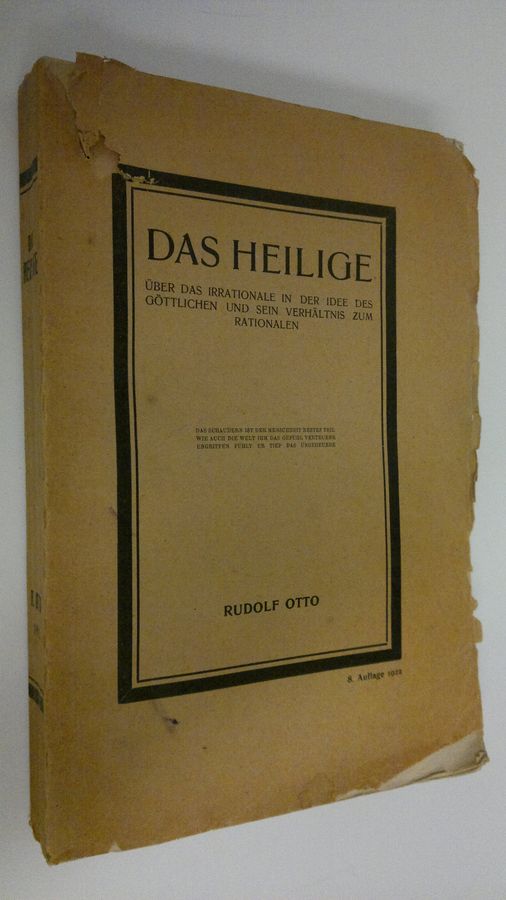 DAS HEILIGE
ÜBER DAS IRRATIONALE IN DER IDEE DES
GÖTTLICHEN UND SEIN VERHÄLTNIS ZUM
RATIONALEN
DAS SCHAUDERN IST DER MENSCHHEIT BESTES TEIL
WIE AUCH DIE WELT IHM DAS GEFÜHL VERTEUERE
ERGRIFFEN FÜHLT ER TIEF DAS UNGEHEUERE
RUDOLF OTTO
8. Auflage 1922